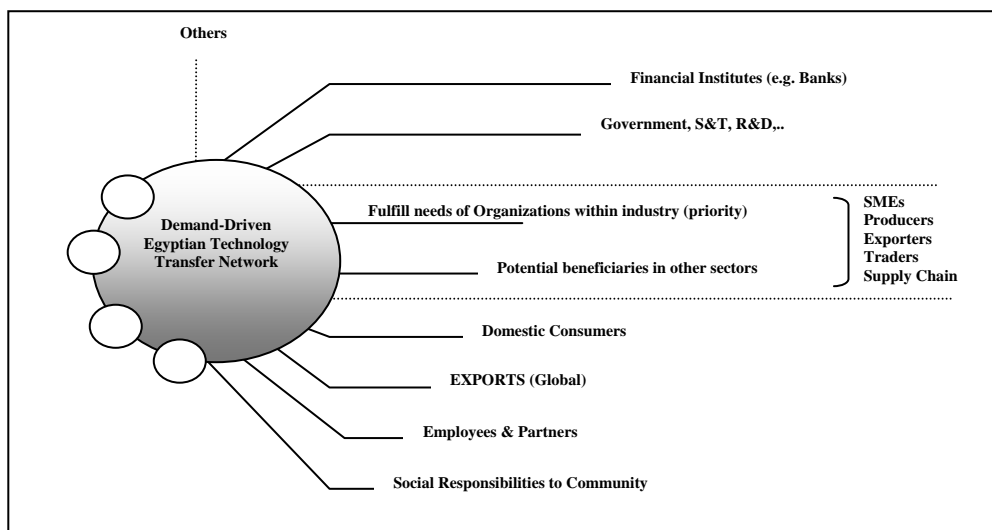 Others
Financial Institutes (e.g. Banks)
Government, S&T, R&D,..
Demand-Driven
Egyptian Technology
Transfer Network
Fulfill needs of Organizations within industry (priority)
Potential beneficiaries in other sectors
SMEs
Producers
Exporters
Traders
Supply Chain
Domestic Consumers
EXPORTS (Global)
Employees & Partners
Social Responsibilities to Community